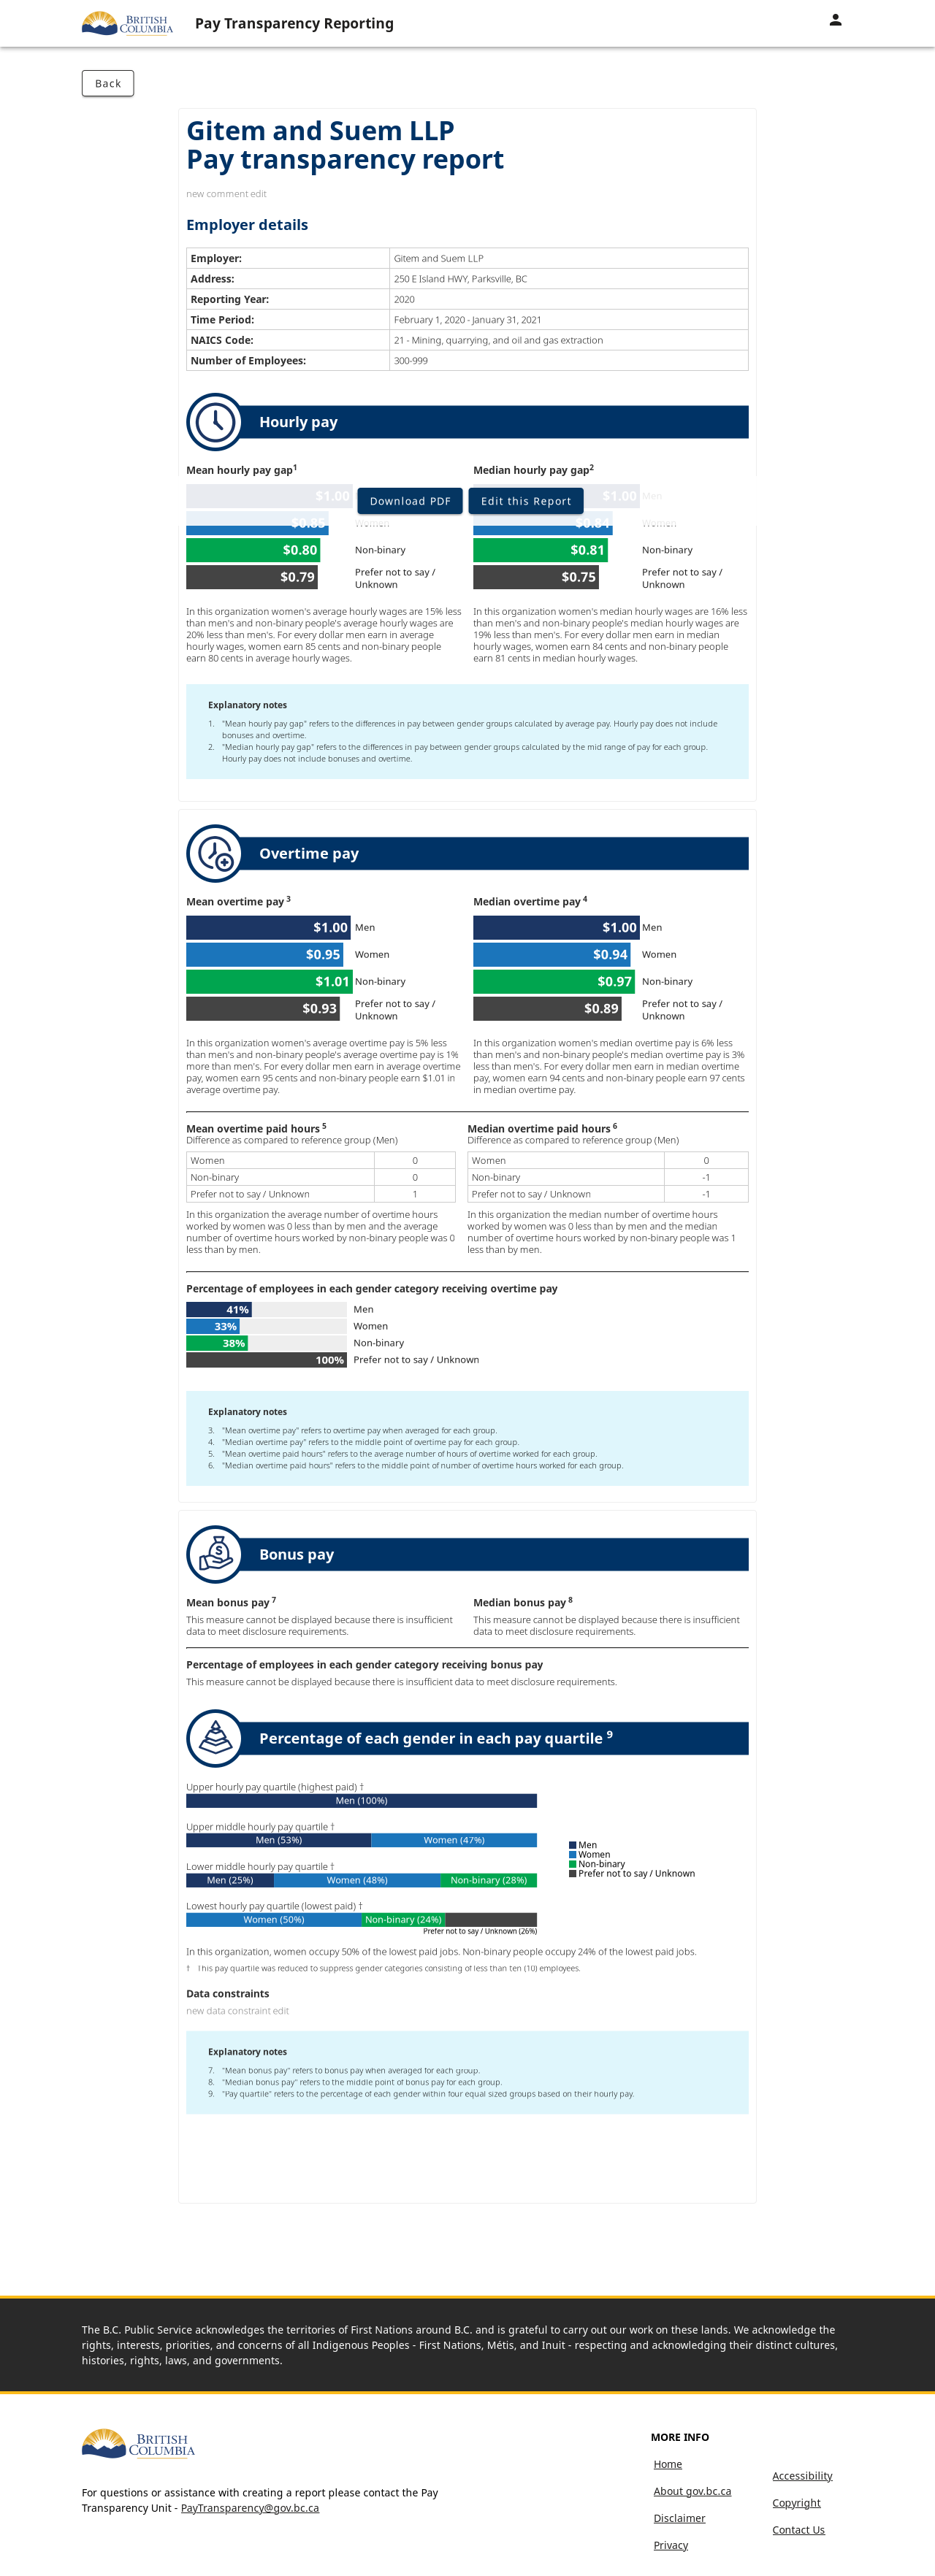 BRITISH
COLUMBIA
Pay Transparency Reporting
Back
Gitem and Suem LLP
Pay transparency report
new comment edit
Employer details
Employer: Gitem and Suem LLP
Address: 250 E Island HWY, Parksville, BC
Reporting Year: 2020
Time Period: February 1, 2020 - January 31, 2021
NAICS Code: 21 - Mining, quarrying, and oil and gas extraction
Number of Employees: 300-999
Hourly pay
Mean hourly pay gap1
$1.00
$0.85 Women
$0.80 Non-binary
$0.79 Prefer not to say /
Unknown
Median hourly pay gap2
$1.00 Men
$0.84 Women
$0.81 Non-binary
$0.75 Prefer not to say /
Unknown
Download PDF
Edit this Report
In this organization women's average hourly wages are 15% less
than men's and non-binary people's average hourly wages are
20% less than men's. For every dollar men earn in average
hourly wages, women earn 85 cents and non-binary people
earn 80 cents in average hourly wages.
In this organization women's median hourly wages are 16% less
than men's and non-binary people's median hourly wages are
19% less than men's. For every dollar men earn in median
hourly wages, women earn 84 cents and non-binary people
earn 81 cents in median hourly wages.
Explanatory notes
1. "Mean hourly pay gap" refers to the differences in pay between gender groups calculated by average pay. Hourly pay does not include
bonuses and overtime.
2. "Median hourly pay gap" refers to the differences in pay between gender groups calculated by the mid range of pay for each group.
Hourly pay does not include bonuses and overtime.
Overtime pay
Mean overtime pay 3
$1.00 Men
$0.95 Women
$1.01 Non-binary
$0.93 Prefer not to say /
Unknown
Median overtime pay 4
$1.00 Men
$0.94 Women
$0.97 Non-binary
$0.89 Prefer not to say /
Unknown
In this organization women's average overtime pay is 5% less
than men's and non-binary people's average overtime pay is 1%
more than men's. For every dollar men earn in average overtime
pay, women earn 95 cents and non-binary people earn $1.01 in
average overtime pay.
In this organization women's median overtime pay is 6% less
than men's and non-binary people's median overtime pay is 3%
less than men's. For every dollar men earn in median overtime
pay, women earn 94 cents and non-binary people earn 97 cents
in median overtime pay.
Mean overtime paid hours 5
Difference as compared to reference group (Men)
Women 0
Non-binary 0
Prefer not to say / Unknown 1
In this organization the average number of overtime hours
worked by women was 0 less than by men and the average
number of overtime hours worked by non-binary people was 0
less than by men.
Median overtime paid hours 6
Difference as compared to reference group (Men)
Women 0
Non-binary -1
Prefer not to say / Unknown -1
In this organization the median number of overtime hours
worked by women was 0 less than by men and the median
number of overtime hours worked by non-binary people was 1
less than by men.
Percentage of employees in each gender category receiving overtime pay
41% Men
33% Women
38% Non-binary
100% Prefer not to say / Unknown
Explanatory notes
3. "Mean overtime pay" refers to overtime pay when averaged for each group.
4. "Median overtime pay" refers to the middle point of overtime pay for each group.
5. "Mean overtime paid hours" refers to the average number of hours of overtime worked for each group.
6. "Median overtime paid hours" refers to the middle point of number of overtime hours worked for each group.
Bonus pay
Mean bonus pay 7
This measure cannot be displayed because there is insufficient
data to meet disclosure requirements.
Median bonus pay 8
This measure cannot be displayed because there is insufficient
data to meet disclosure requirements.
Percentage of employees in each gender category receiving bonus pay
This measure cannot be displayed because there is insufficient data to meet disclosure requirements.
Percentage of each gender in each pay quartile 9
Upper hourly pay quartile (highest paid) †
Men (100%)
Upper middle hourly pay quartile †
Men (53%) Women (47%)
Lower middle hourly pay quartile †
Men (25%) Women (48%) Non-binary (28%)
Lowest hourly pay quartile (lowest paid) †
Women (50%) Non-binary (24%)
Prefer not to say / Unknown (26%)
Men
Women
Non-binary
Prefer not to say / Unknown
In this organization, women occupy 50% of the lowest paid jobs. Non-binary people occupy 24% of the lowest paid jobs.
† This pay quartile was reduced to suppress gender categories consisting of less than ten (10) employees.
Data constraints
new data constraint edit
Explanatory notes
7. "Mean bonus pay" refers to bonus pay when averaged for each group.
8. "Median bonus pay" refers to the middle point of bonus pay for each group.
9. "Pay quartile" refers to the percentage of each gender within four equal sized groups based on their hourly pay.
The B.C. Public Service acknowledges the territories of First Nations around B.C. and is grateful to carry out our work on these lands. We acknowledge the
rights, interests, priorities, and concerns of all Indigenous Peoples - First Nations, Métis, and Inuit - respecting and acknowledging their distinct cultures,
histories, rights, laws, and governments.
BRITISH
COLUMBIA
For questions or assistance with creating a report please contact the Pay
Transparency Unit - PayTransparency@gov.bc.ca
MORE INFO
Home
About gov.bc.ca
Disclaimer
Privacy
Accessibility
Copyright
Contact Us